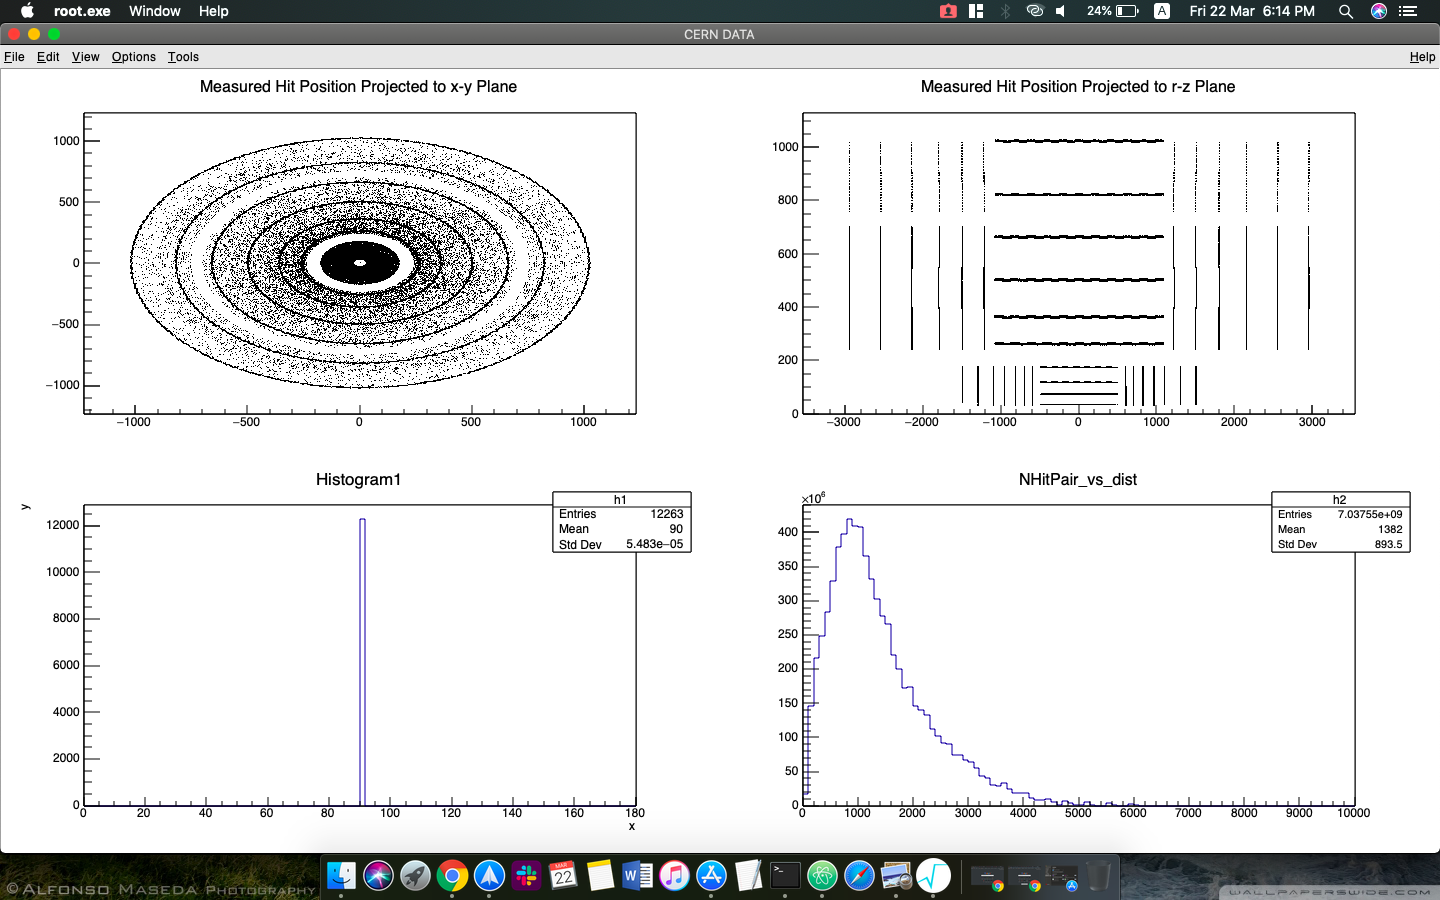 root.exe Window Help 24% A Fri 22 Mar 6:14 PM
CERN DATA
File Edit View Options Tools Help
Measured Hit Position Projected to x-y Plane
1000
500
0
−500
−1000
−1000 −500 0 500 1000
Measured Hit Position Projected to r-z Plane
1000
800
600
400
200
0
−3000 −2000 −1000 0 1000 2000 3000
Histogram1
y
h1
Entries 12263
Mean 90
Std Dev 5.483e−05
12000
10000
8000
6000
4000
2000
0
0 20 40 60 80 100 120 140 160 180
x
NHitPair_vs_dist
×10⁶
h2
Entries 7.03755e+09
Mean 1382
Std Dev 893.5
400
350
300
250
200
150
100
50
0
0 1000 2000 3000 4000 5000 6000 7000 8000 9000 10000
MAR
22
W
>_
©Alfonso Maseda Photography
WALLPAPERSWIDE.COM